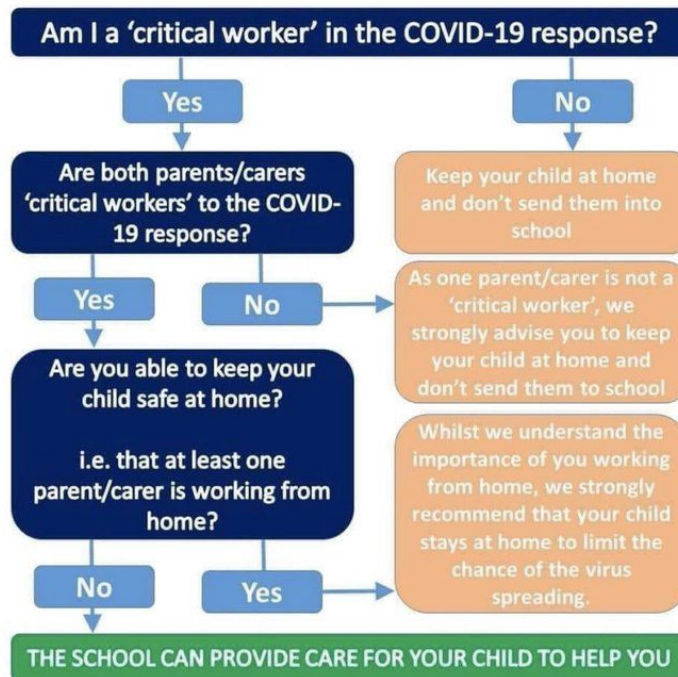 Am I a ‘critical worker’ in the COVID-19 response?
Yes
No
Are both parents/carers
‘critical workers’ to the COVID-
19 response?
Keep your child at home
and don’t send them into
school
Yes
No
As one parent/carer is not a
‘critical worker’, we
strongly advise you to keep
your child at home and
don’t send them to school
Are you able to keep your
child safe at home?
i.e. that at least one
parent/carer is working from
home?
Whilst we understand the
importance of you working
from home, we strongly
recommend that your child
stays at home to limit the
chance of the virus
spreading.
No
Yes
THE SCHOOL CAN PROVIDE CARE FOR YOUR CHILD TO HELP YOU